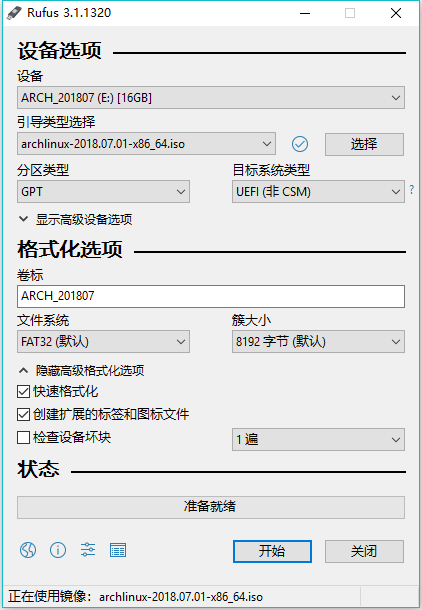 Rufus 3.1.1320
设备选项
设备
ARCH_201807 (E:) [16GB]
引导类型选择
archlinux-2018.07.01-x86_64.iso 选择
分区类型 目标系统类型
GPT UEFI (非 CSM) ?
显示高级设备选项
格式化选项
卷标
ARCH_201807
文件系统 簇大小
FAT32 (默认) 8192 字节 (默认)
隐藏高级格式化选项
快速格式化
创建扩展的标签和图标文件
检查设备坏块 1 遍
状态
准备就绪
开始 关闭
正在使用镜像：archlinux-2018.07.01-x86_64.iso